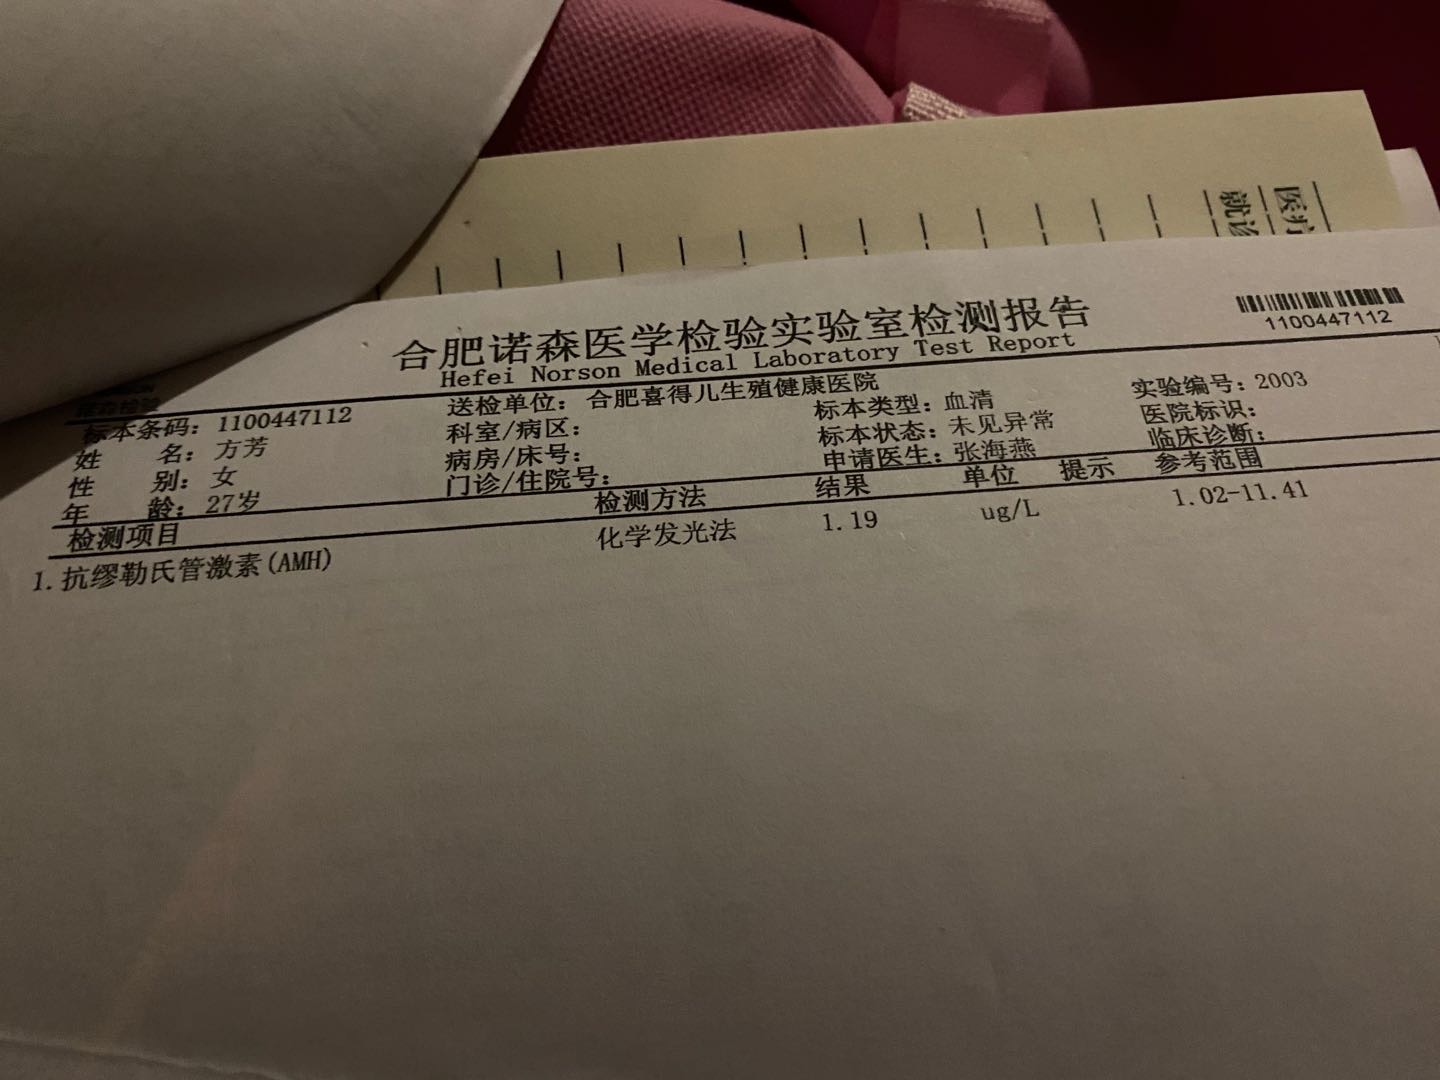 医疗
就诊
合肥诺森医学检验实验室检测报告
Hefei Norson Medical Laboratory Test Report
1100447112
标本条码：1100447112 送检单位：合肥喜得儿生殖健康医院 标本类型：血清 实验编号：2003
姓 名：方芳 科室/病区： 标本状态：未见异常 医院标识：
性 别：女 病房/床号： 申请医生：张海燕 临床诊断：
年 龄：27岁 门诊/住院号：
检测项目 检测方法 结果 单位 提示 参考范围
1.抗缪勒氏管激素(AMH) 化学发光法 1.19 ug/L 1.02-11.41